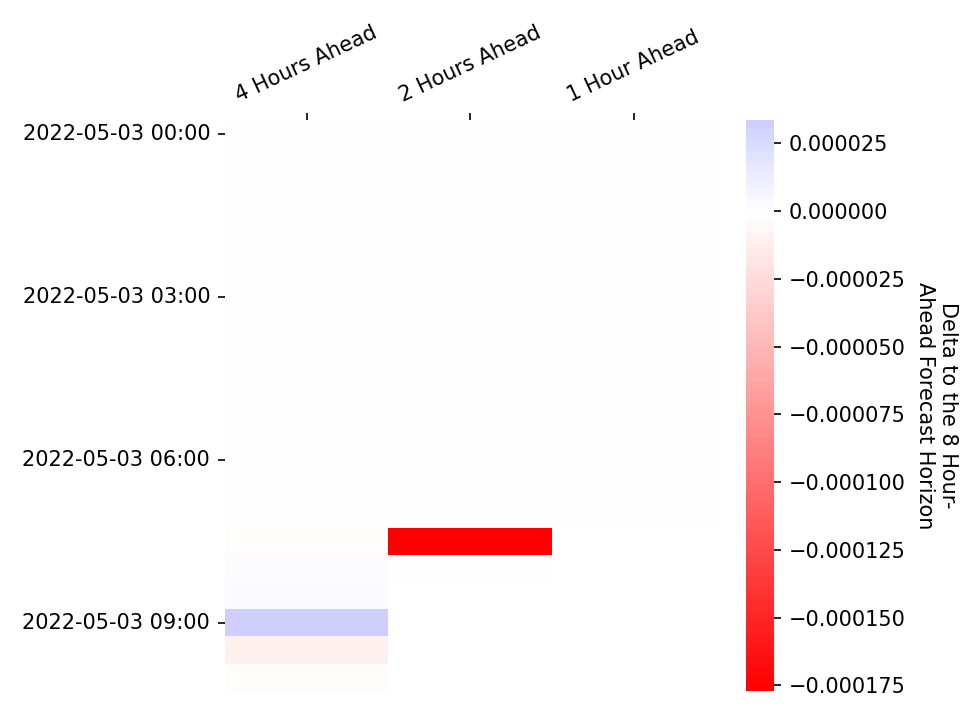 4 Hours Ahead
2 Hours Ahead
1 Hour Ahead
2022-05-03 00:00
2022-05-03 03:00
2022-05-03 06:00
2022-05-03 09:00
0.000025
0.000000
−0.000025
−0.000050
−0.000075
−0.000100
−0.000125
−0.000150
−0.000175
Delta to the 8 Hour-
Ahead Forecast Horizon